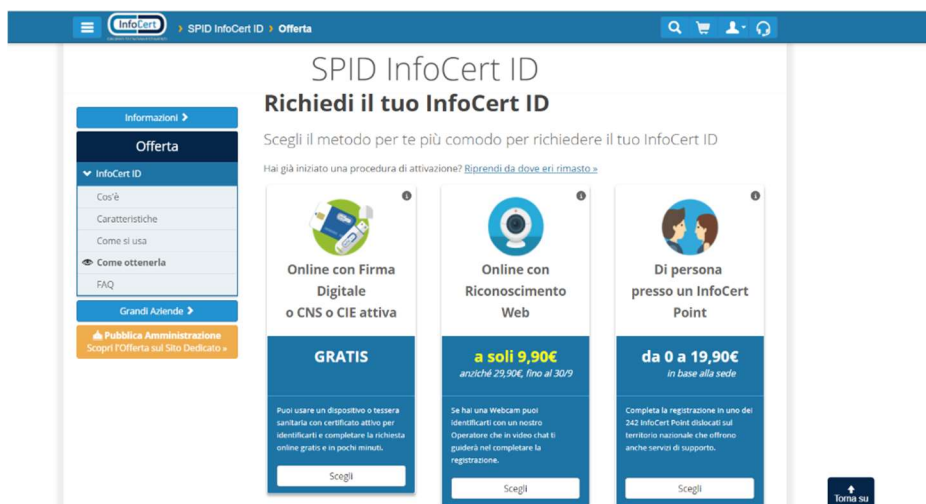 InfoCert
SPID InfoCert ID
Offerta
SPID InfoCert ID
Richiedi il tuo InfoCert ID
Scegli il metodo per te più comodo per richiedere il tuo InfoCert ID
Hai già iniziato una procedura di attivazione? Riprendi da dove eri rimasto »
Informazioni
Offerta
InfoCert ID
Cos'è
Caratteristiche
Come si usa
Come ottenerla
FAQ
Grandi Aziende
Pubblica Amministrazione
Scopri l'Offerta sul Sito Dedicato »
Online con Firma
Digitale
o CNS o CIE attiva
GRATIS
Puoi usare un dispositivo o tessera
sanitaria con certificato attivo per
identificarti e completare la richiesta
online gratis e in pochi minuti.
Scegli
Online con
Riconoscimento
Web
a soli 9,90€
anziché 29,90€, fino al 30/9
Se hai una Webcam puoi
identificarti con un nostro
Operatore che in video chat ti
guiderà nel completare la
registrazione.
Scegli
Di persona
presso un InfoCert
Point
da 0 a 19,90€
in base alla sede
Completa la registrazione in uno dei
242 InfoCert Point dislocati sul
territorio nazionale che offrono
anche servizi di supporto.
Scegli
Torna su